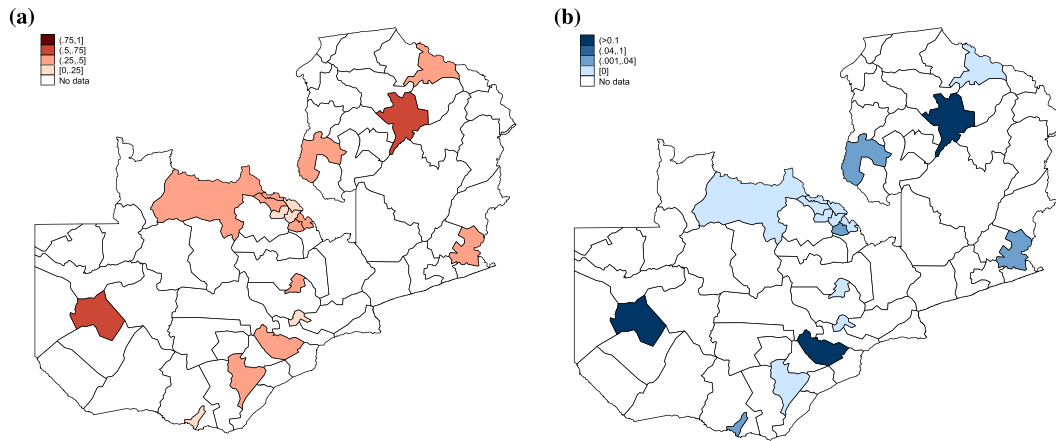 (a)
(.75,1]
(.5,.75]
(.25,.5]
[0,.25]
No data
(b)
(>0.1
(.04,.1]
(.001,.04]
[0]
No data